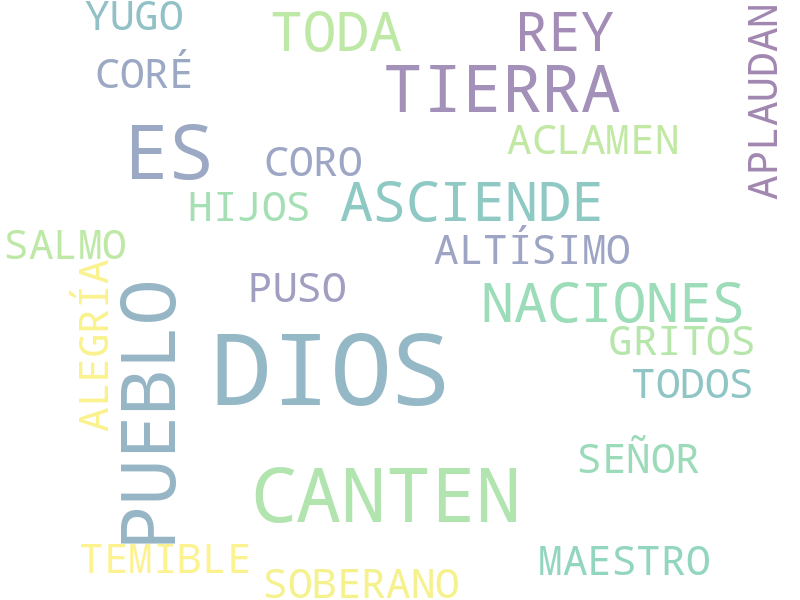 YUGO
TODA
REY
APLAUDAN
CORÉ
TIERRA
ES
CORO
ACLAMEN
HIJOS
ASCIENDE
SALMO
ALTÍSIMO
ALEGRÍA
PUSO
NACIONES
PUEBLO
DIOS
GRITOS
TODOS
SEÑOR
CANTEN
TEMIBLE
SOBERANO
MAESTRO